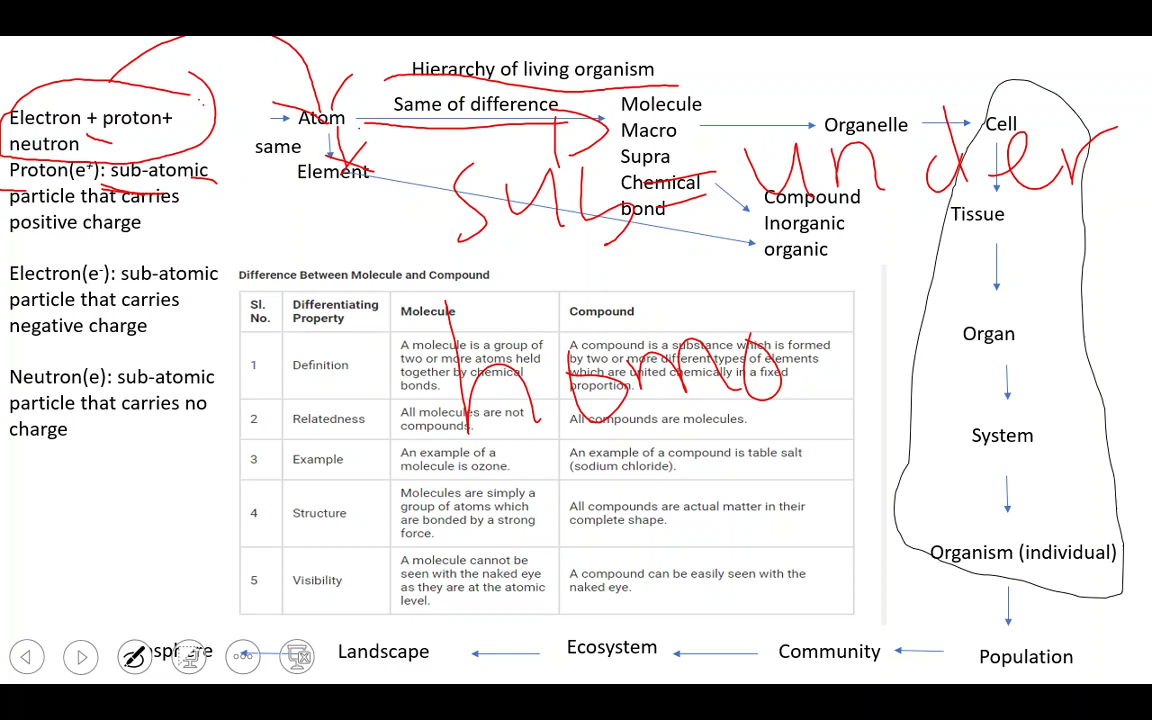 Hierarchy of living organism
Electron + proton+
neutron
Proton(e+): sub-atomic
particle that carries
positive charge
Electron(e-): sub-atomic
particle that carries
negative charge
Neutron(e): sub-atomic
particle that carries no
charge
Atom
same
Element
Same of difference
Molecule
Macro
Supra
Chemical
bond
Compound
Inorganic
organic
Organelle
Cell
Tissue
Organ
System
Organism (individual)
Population
Community
Ecosystem
Landscape
sphere
under
Difference Between Molecule and Compound
Sl. No. Differentiating Property Molecule Compound
1 Definition A molecule is a group of two or more atoms held together by chemical bonds. A compound is a substance which is formed by two or more different types of elements which are united chemically in a fixed proportion.
2 Relatedness All molecules are not compounds. All compounds are molecules.
3 Example An example of a molecule is ozone. An example of a compound is table salt (sodium chloride).
4 Structure Molecules are simply a group of atoms which are bonded by a strong force. All compounds are actual matter in their complete shape.
5 Visibility A molecule cannot be seen with the naked eye as they are at the atomic level. A compound can be easily seen with the naked eye.